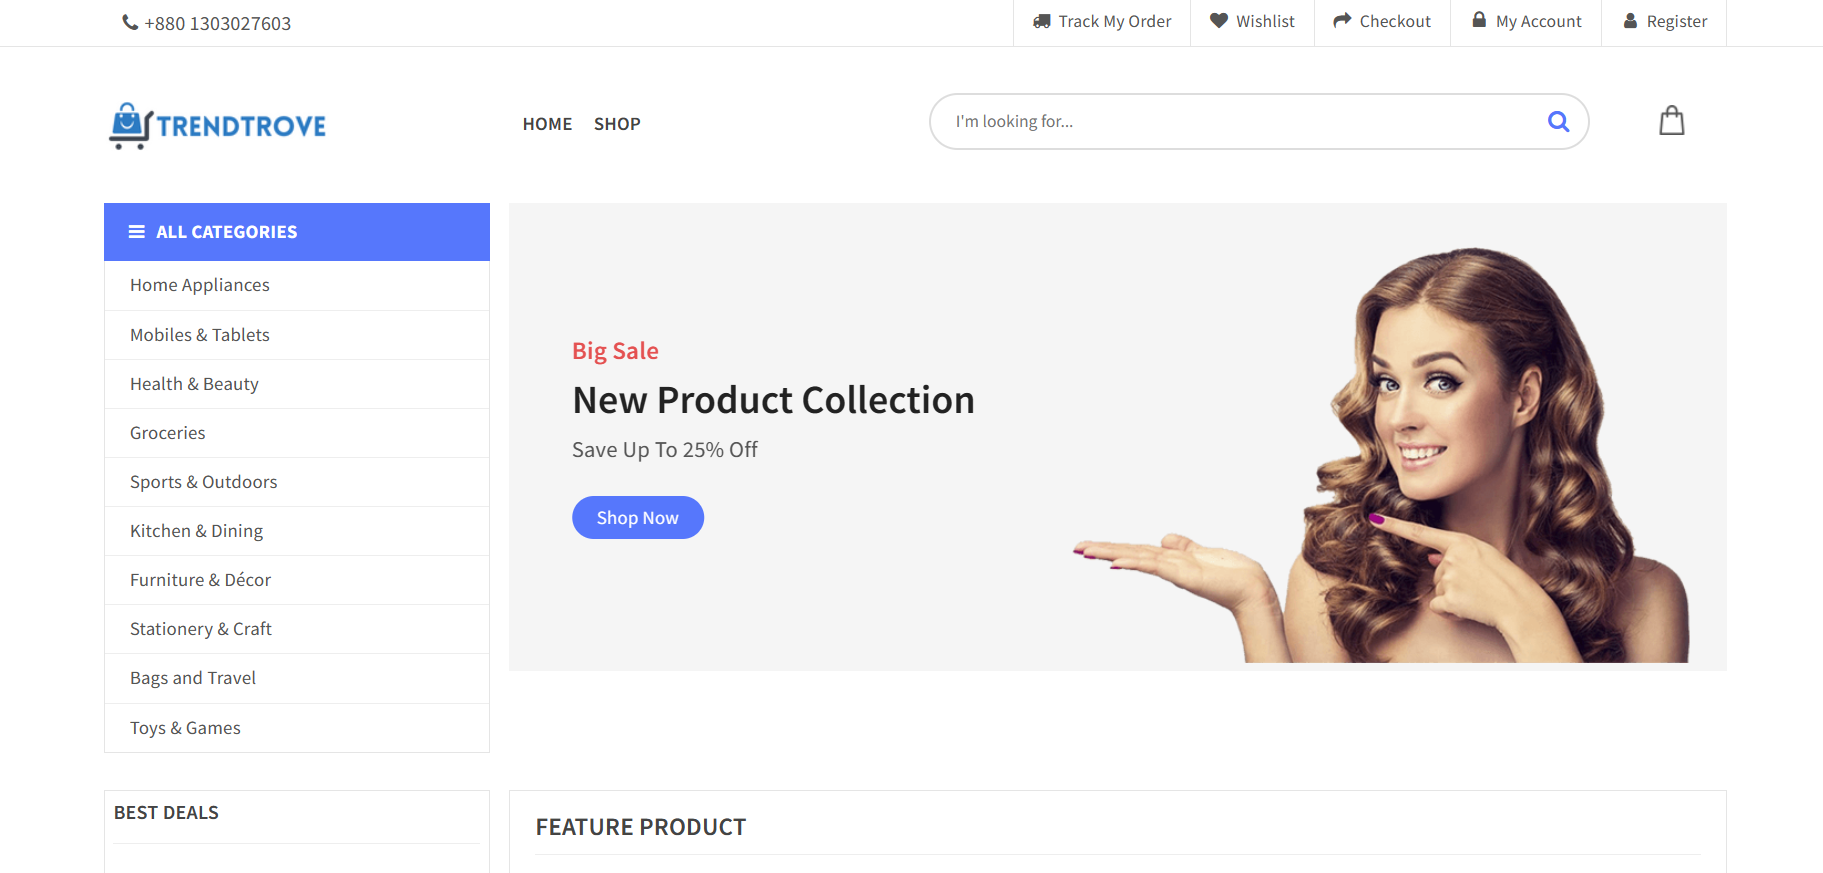 +880 1303027603
Track My Order
Wishlist
Checkout
My Account
Register
TRENDTROVE
HOME
SHOP
I'm looking for...
ALL CATEGORIES
Home Appliances
Mobiles & Tablets
Health & Beauty
Groceries
Sports & Outdoors
Kitchen & Dining
Furniture & Décor
Stationery & Craft
Bags and Travel
Toys & Games
Big Sale
New Product Collection
Save Up To 25% Off
Shop Now
BEST DEALS
FEATURE PRODUCT